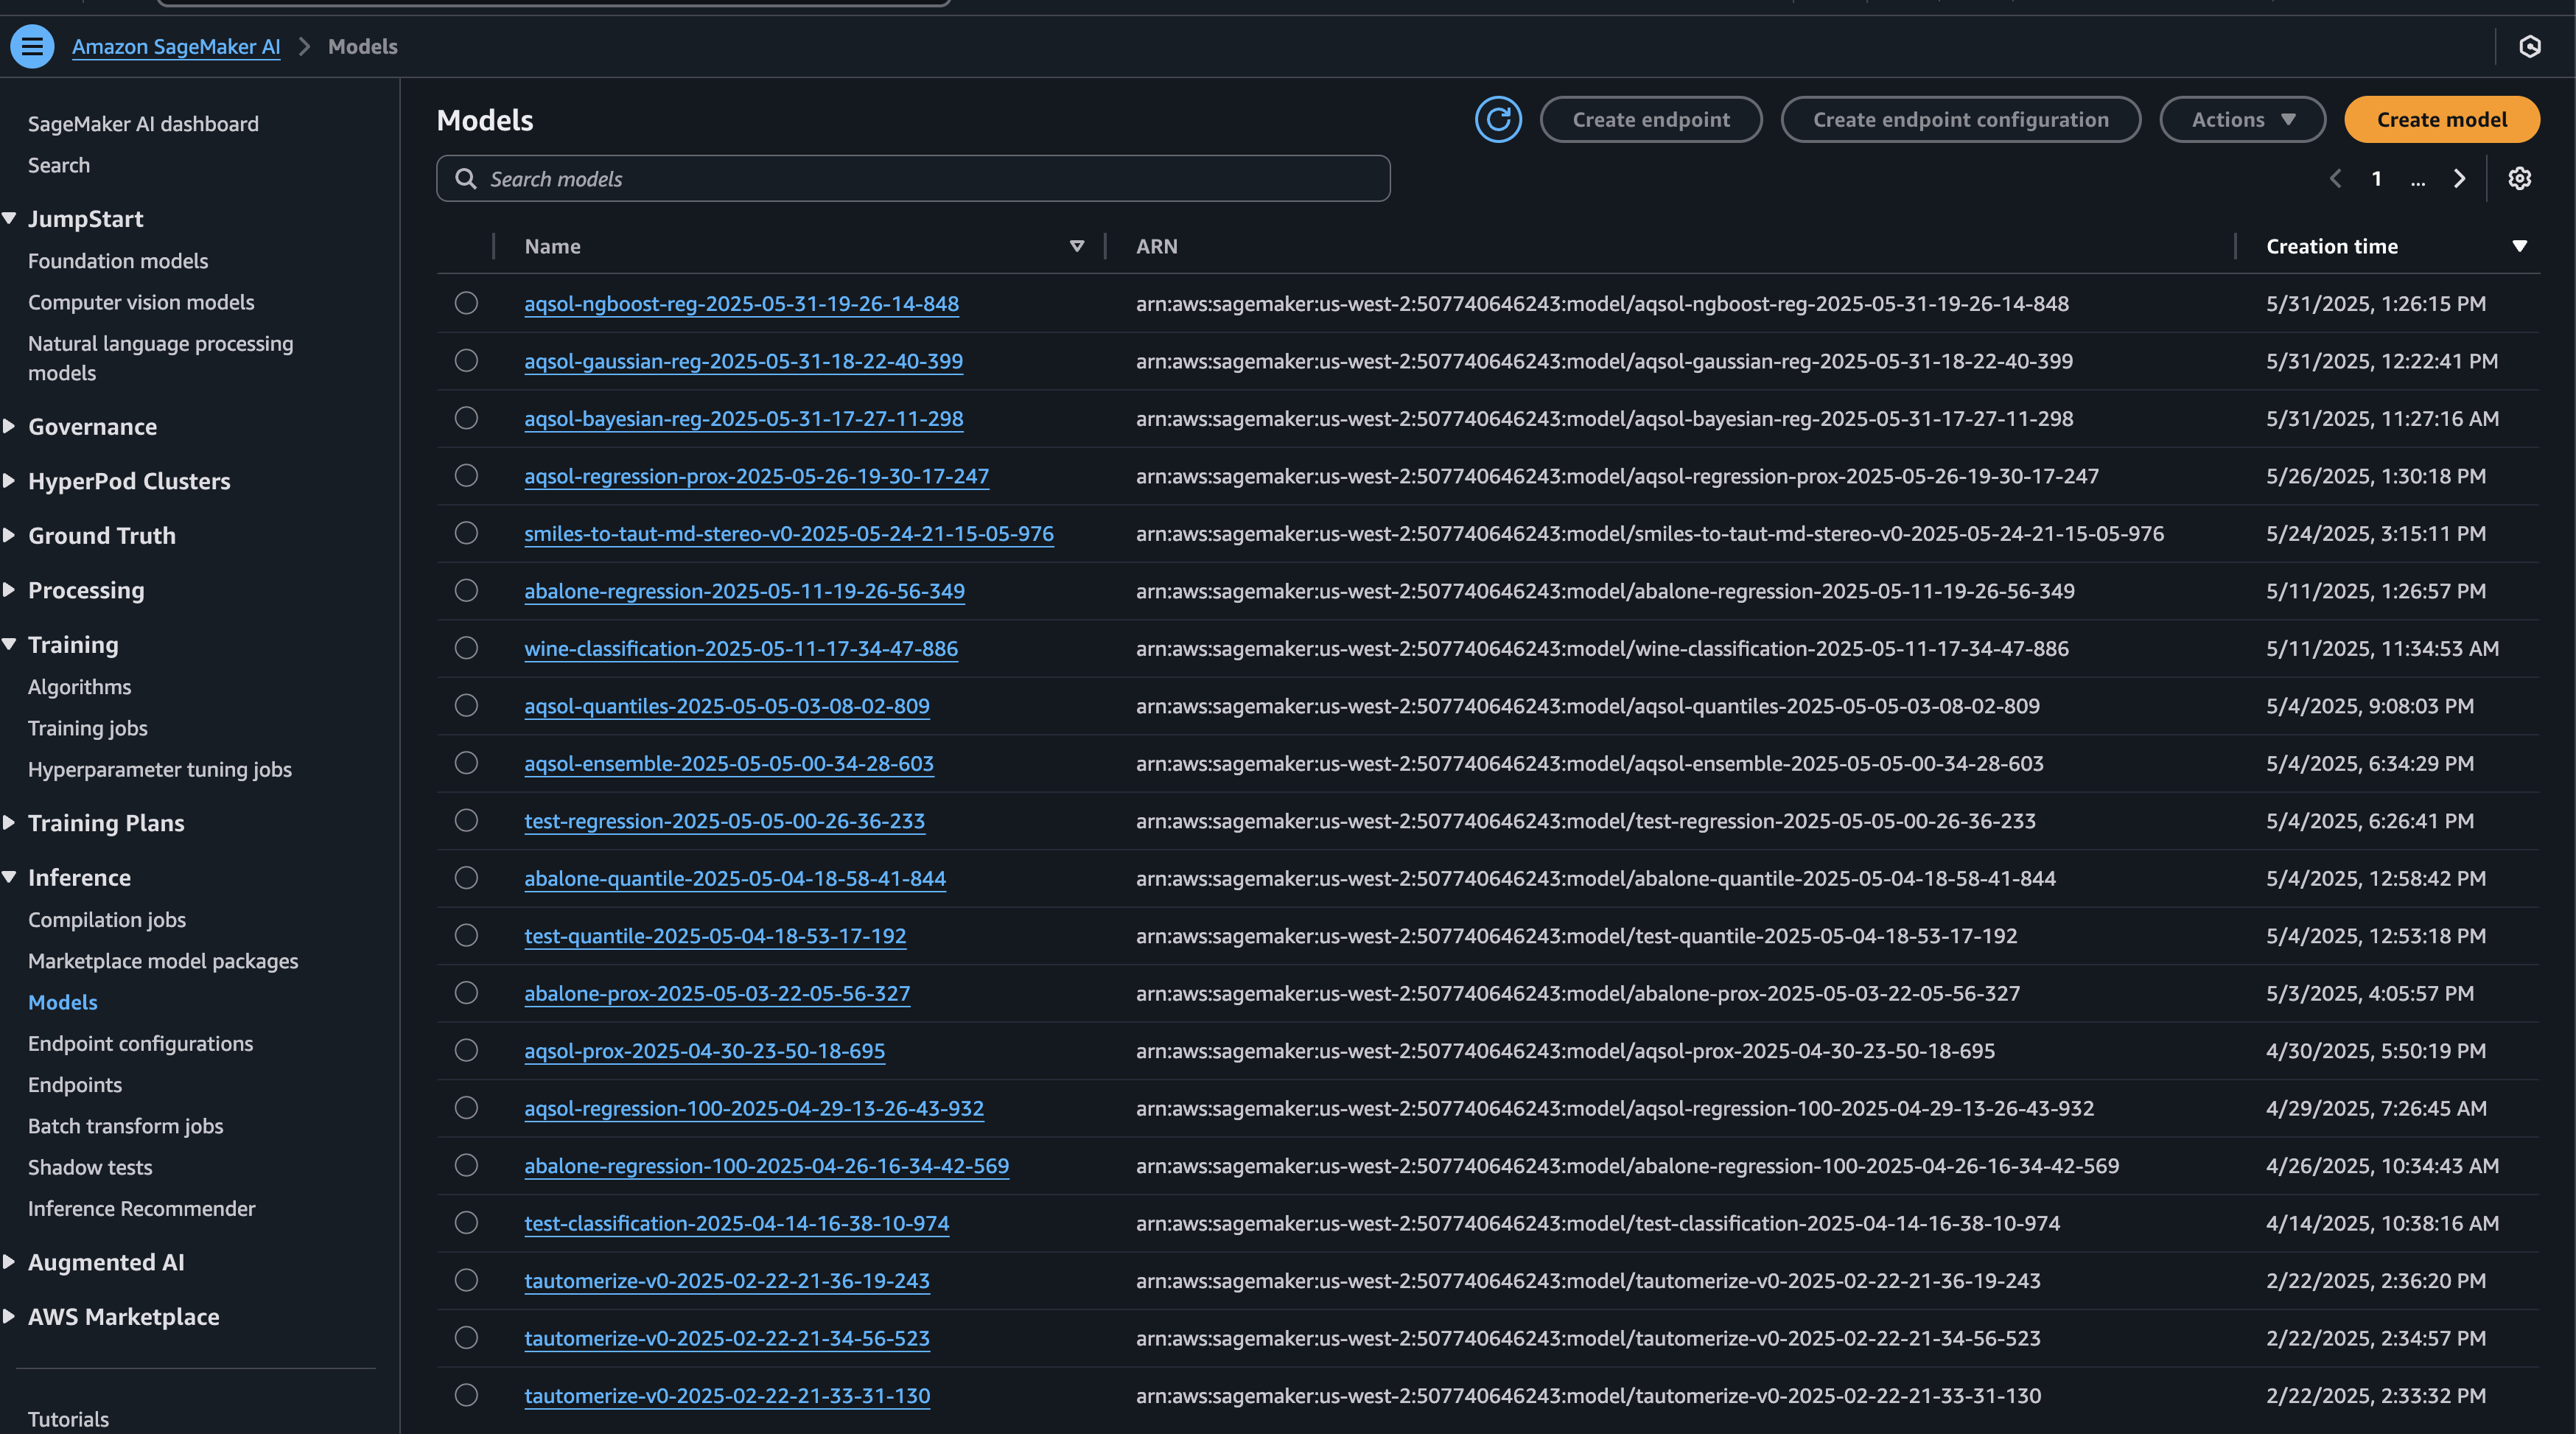 Amazon SageMaker AI > Models
SageMaker AI dashboard
Search
JumpStart
Foundation models
Computer vision models
Natural language processing
models
Governance
HyperPod Clusters
Ground Truth
Processing
Training
Algorithms
Training jobs
Hyperparameter tuning jobs
Training Plans
Inference
Compilation jobs
Marketplace model packages
Models
Endpoint configurations
Endpoints
Batch transform jobs
Shadow tests
Inference Recommender
Augmented AI
AWS Marketplace
Tutorials
Models
Create endpoint
Create endpoint configuration
Actions
Create model
Search models
1 ...
Name ARN Creation time
aqsol-ngboost-reg-2025-05-31-19-26-14-848 arn:aws:sagemaker:us-west-2:507740646243:model/aqsol-ngboost-reg-2025-05-31-19-26-14-848 5/31/2025, 1:26:15 PM
aqsol-gaussian-reg-2025-05-31-18-22-40-399 arn:aws:sagemaker:us-west-2:507740646243:model/aqsol-gaussian-reg-2025-05-31-18-22-40-399 5/31/2025, 12:22:41 PM
aqsol-bayesian-reg-2025-05-31-17-27-11-298 arn:aws:sagemaker:us-west-2:507740646243:model/aqsol-bayesian-reg-2025-05-31-17-27-11-298 5/31/2025, 11:27:16 AM
aqsol-regression-prox-2025-05-26-19-30-17-247 arn:aws:sagemaker:us-west-2:507740646243:model/aqsol-regression-prox-2025-05-26-19-30-17-247 5/26/2025, 1:30:18 PM
smiles-to-taut-md-stereo-v0-2025-05-24-21-15-05-976 arn:aws:sagemaker:us-west-2:507740646243:model/smiles-to-taut-md-stereo-v0-2025-05-24-21-15-05-976 5/24/2025, 3:15:11 PM
abalone-regression-2025-05-11-19-26-56-349 arn:aws:sagemaker:us-west-2:507740646243:model/abalone-regression-2025-05-11-19-26-56-349 5/11/2025, 1:26:57 PM
wine-classification-2025-05-11-17-34-47-886 arn:aws:sagemaker:us-west-2:507740646243:model/wine-classification-2025-05-11-17-34-47-886 5/11/2025, 11:34:53 AM
aqsol-quantiles-2025-05-05-03-08-02-809 arn:aws:sagemaker:us-west-2:507740646243:model/aqsol-quantiles-2025-05-05-03-08-02-809 5/4/2025, 9:08:03 PM
aqsol-ensemble-2025-05-05-00-34-28-603 arn:aws:sagemaker:us-west-2:507740646243:model/aqsol-ensemble-2025-05-05-00-34-28-603 5/4/2025, 6:34:29 PM
test-regression-2025-05-05-00-26-36-233 arn:aws:sagemaker:us-west-2:507740646243:model/test-regression-2025-05-05-00-26-36-233 5/4/2025, 6:26:41 PM
abalone-quantile-2025-05-04-18-58-41-844 arn:aws:sagemaker:us-west-2:507740646243:model/abalone-quantile-2025-05-04-18-58-41-844 5/4/2025, 12:58:42 PM
test-quantile-2025-05-04-18-53-17-192 arn:aws:sagemaker:us-west-2:507740646243:model/test-quantile-2025-05-04-18-53-17-192 5/4/2025, 12:53:18 PM
abalone-prox-2025-05-03-22-05-56-327 arn:aws:sagemaker:us-west-2:507740646243:model/abalone-prox-2025-05-03-22-05-56-327 5/3/2025, 4:05:57 PM
aqsol-prox-2025-04-30-23-50-18-695 arn:aws:sagemaker:us-west-2:507740646243:model/aqsol-prox-2025-04-30-23-50-18-695 4/30/2025, 5:50:19 PM
aqsol-regression-100-2025-04-29-13-26-43-932 arn:aws:sagemaker:us-west-2:507740646243:model/aqsol-regression-100-2025-04-29-13-26-43-932 4/29/2025, 7:26:45 AM
abalone-regression-100-2025-04-26-16-34-42-569 arn:aws:sagemaker:us-west-2:507740646243:model/abalone-regression-100-2025-04-26-16-34-42-569 4/26/2025, 10:34:43 AM
test-classification-2025-04-14-16-38-10-974 arn:aws:sagemaker:us-west-2:507740646243:model/test-classification-2025-04-14-16-38-10-974 4/14/2025, 10:38:16 AM
tautomerize-v0-2025-02-22-21-36-19-243 arn:aws:sagemaker:us-west-2:507740646243:model/tautomerize-v0-2025-02-22-21-36-19-243 2/22/2025, 2:36:20 PM
tautomerize-v0-2025-02-22-21-34-56-523 arn:aws:sagemaker:us-west-2:507740646243:model/tautomerize-v0-2025-02-22-21-34-56-523 2/22/2025, 2:34:57 PM
tautomerize-v0-2025-02-22-21-33-31-130 arn:aws:sagemaker:us-west-2:507740646243:model/tautomerize-v0-2025-02-22-21-33-31-130 2/22/2025, 2:33:32 PM